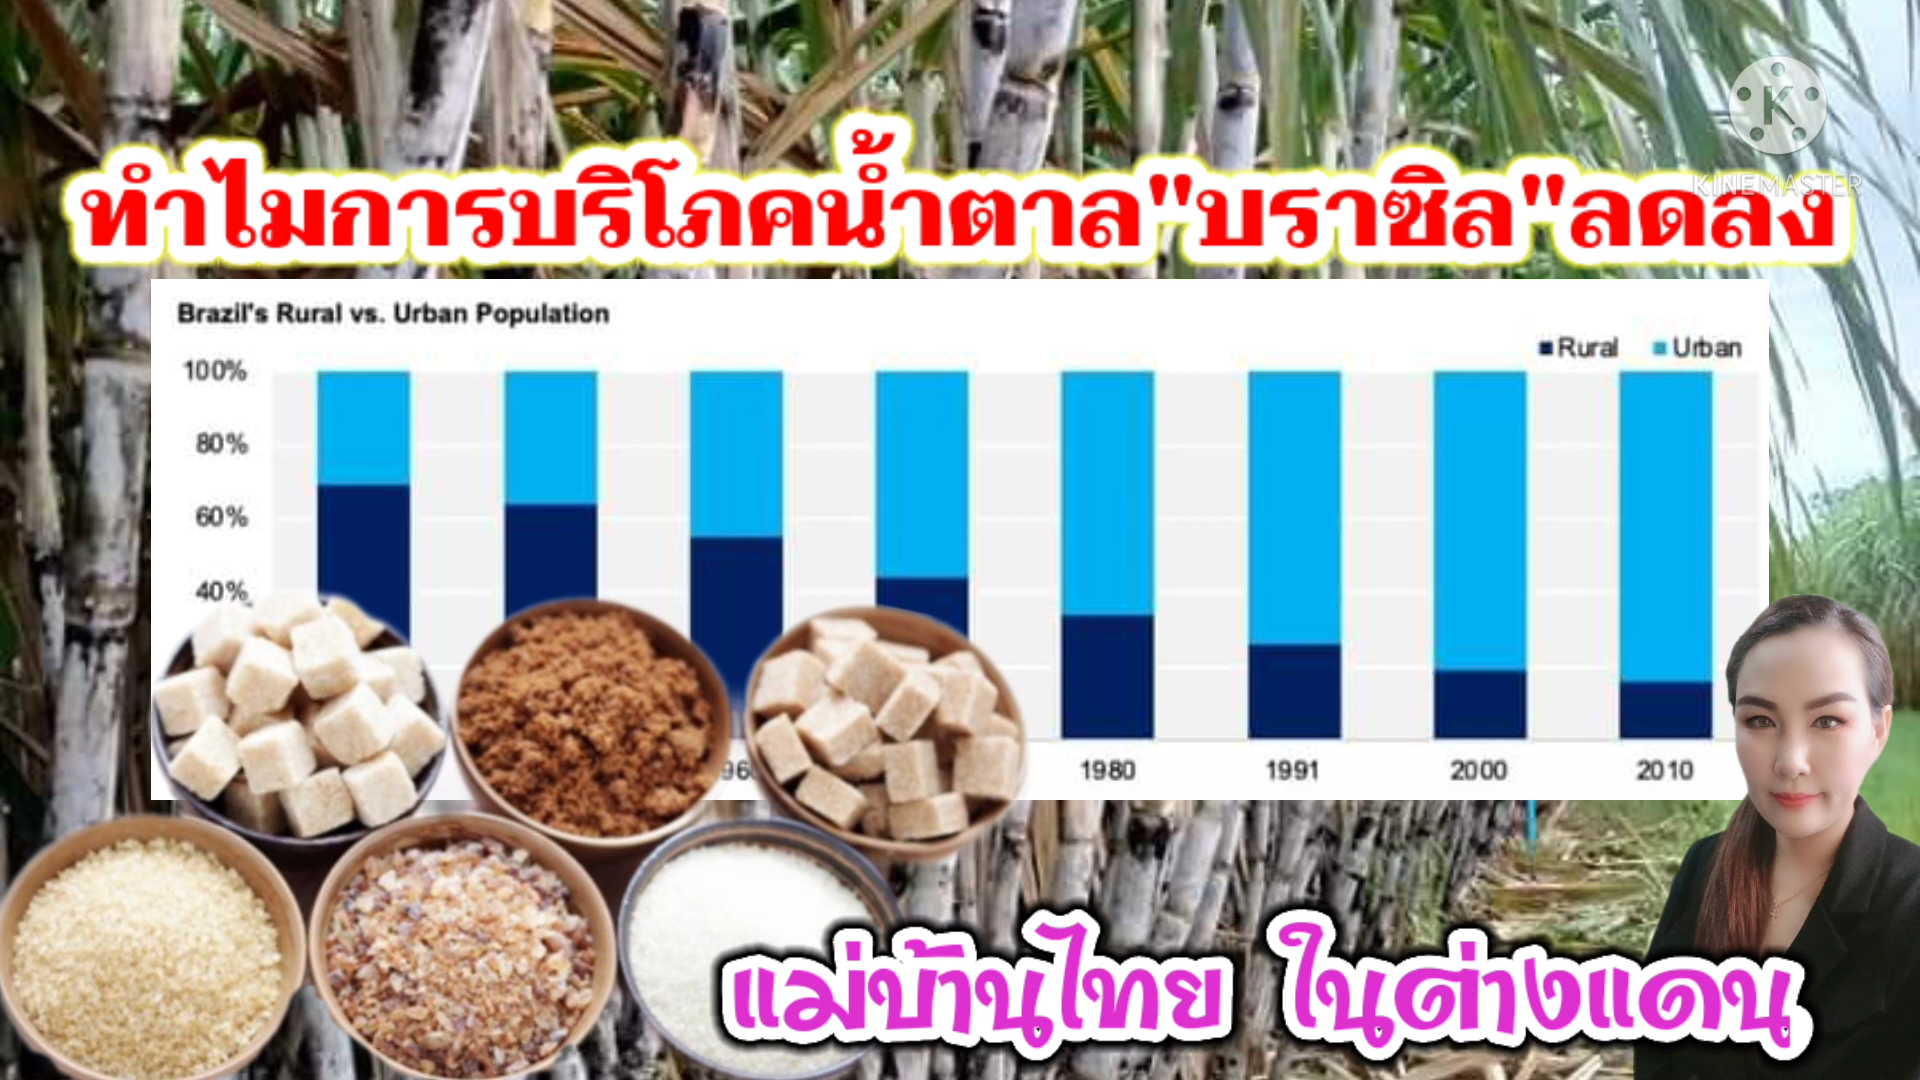 KINEMASTER
ทำไมการบริโภคน้ำตาล"บราซิล"ลดลง
Brazil's Rural vs. Urban Population
Rural Urban
100%
80%
60%
40%
1980 1991 2000 2010
แม่บ้านไทย ในต่างแดน